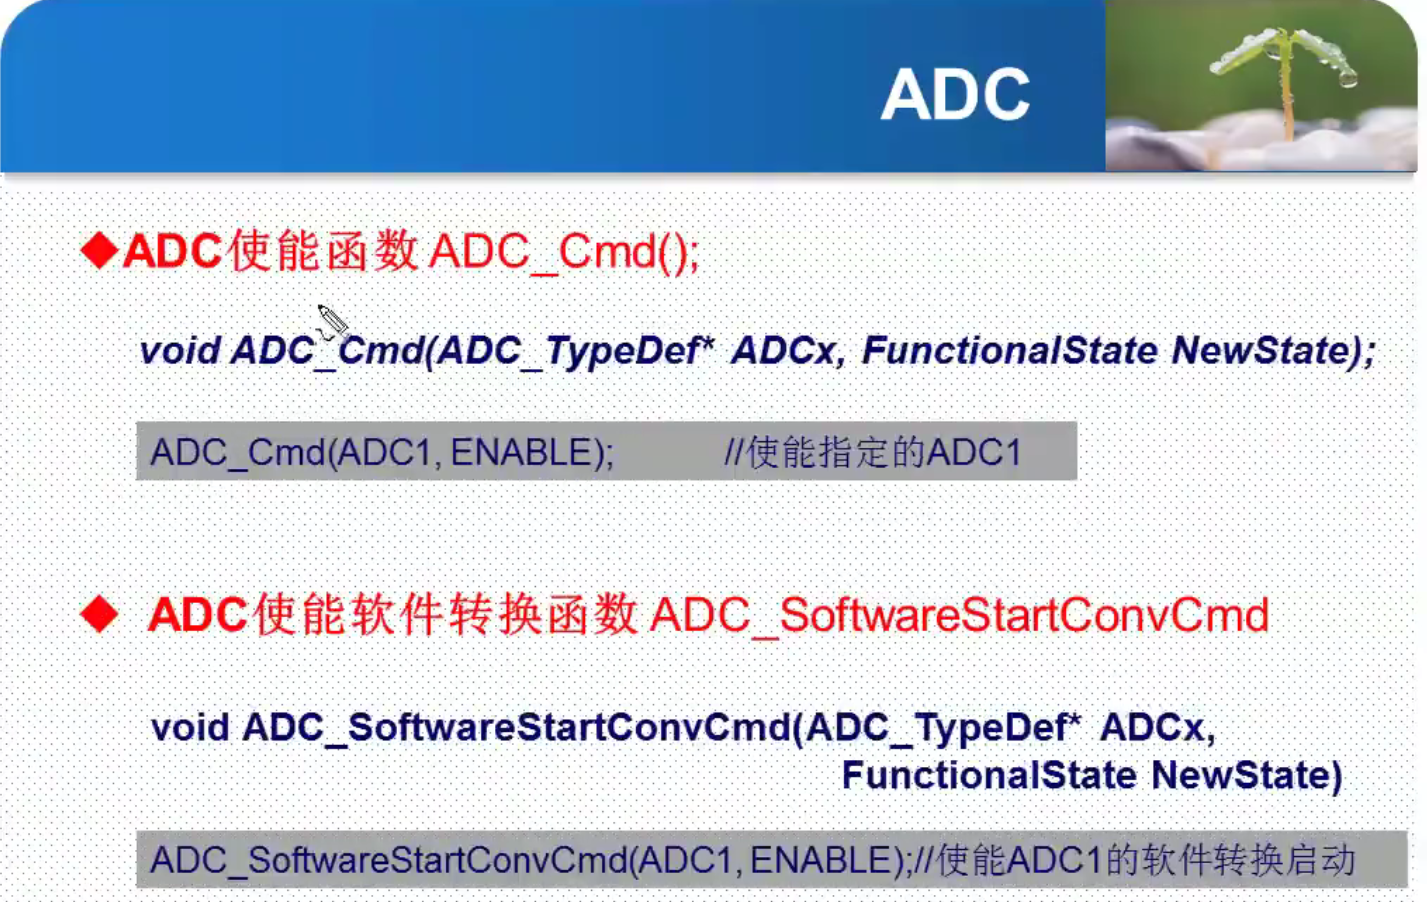 ADC
◆ADC使能函数 ADC_Cmd();
void ADC_Cmd(ADC_TypeDef* ADCx, FunctionalState NewState);
ADC_Cmd(ADC1, ENABLE); //使能指定的ADC1
◆ ADC使能软件转换函数 ADC_SoftwareStartConvCmd
void ADC_SoftwareStartConvCmd(ADC_TypeDef* ADCx,
FunctionalState NewState)
ADC_SoftwareStartConvCmd(ADC1, ENABLE);//使能ADC1的软件转换启动